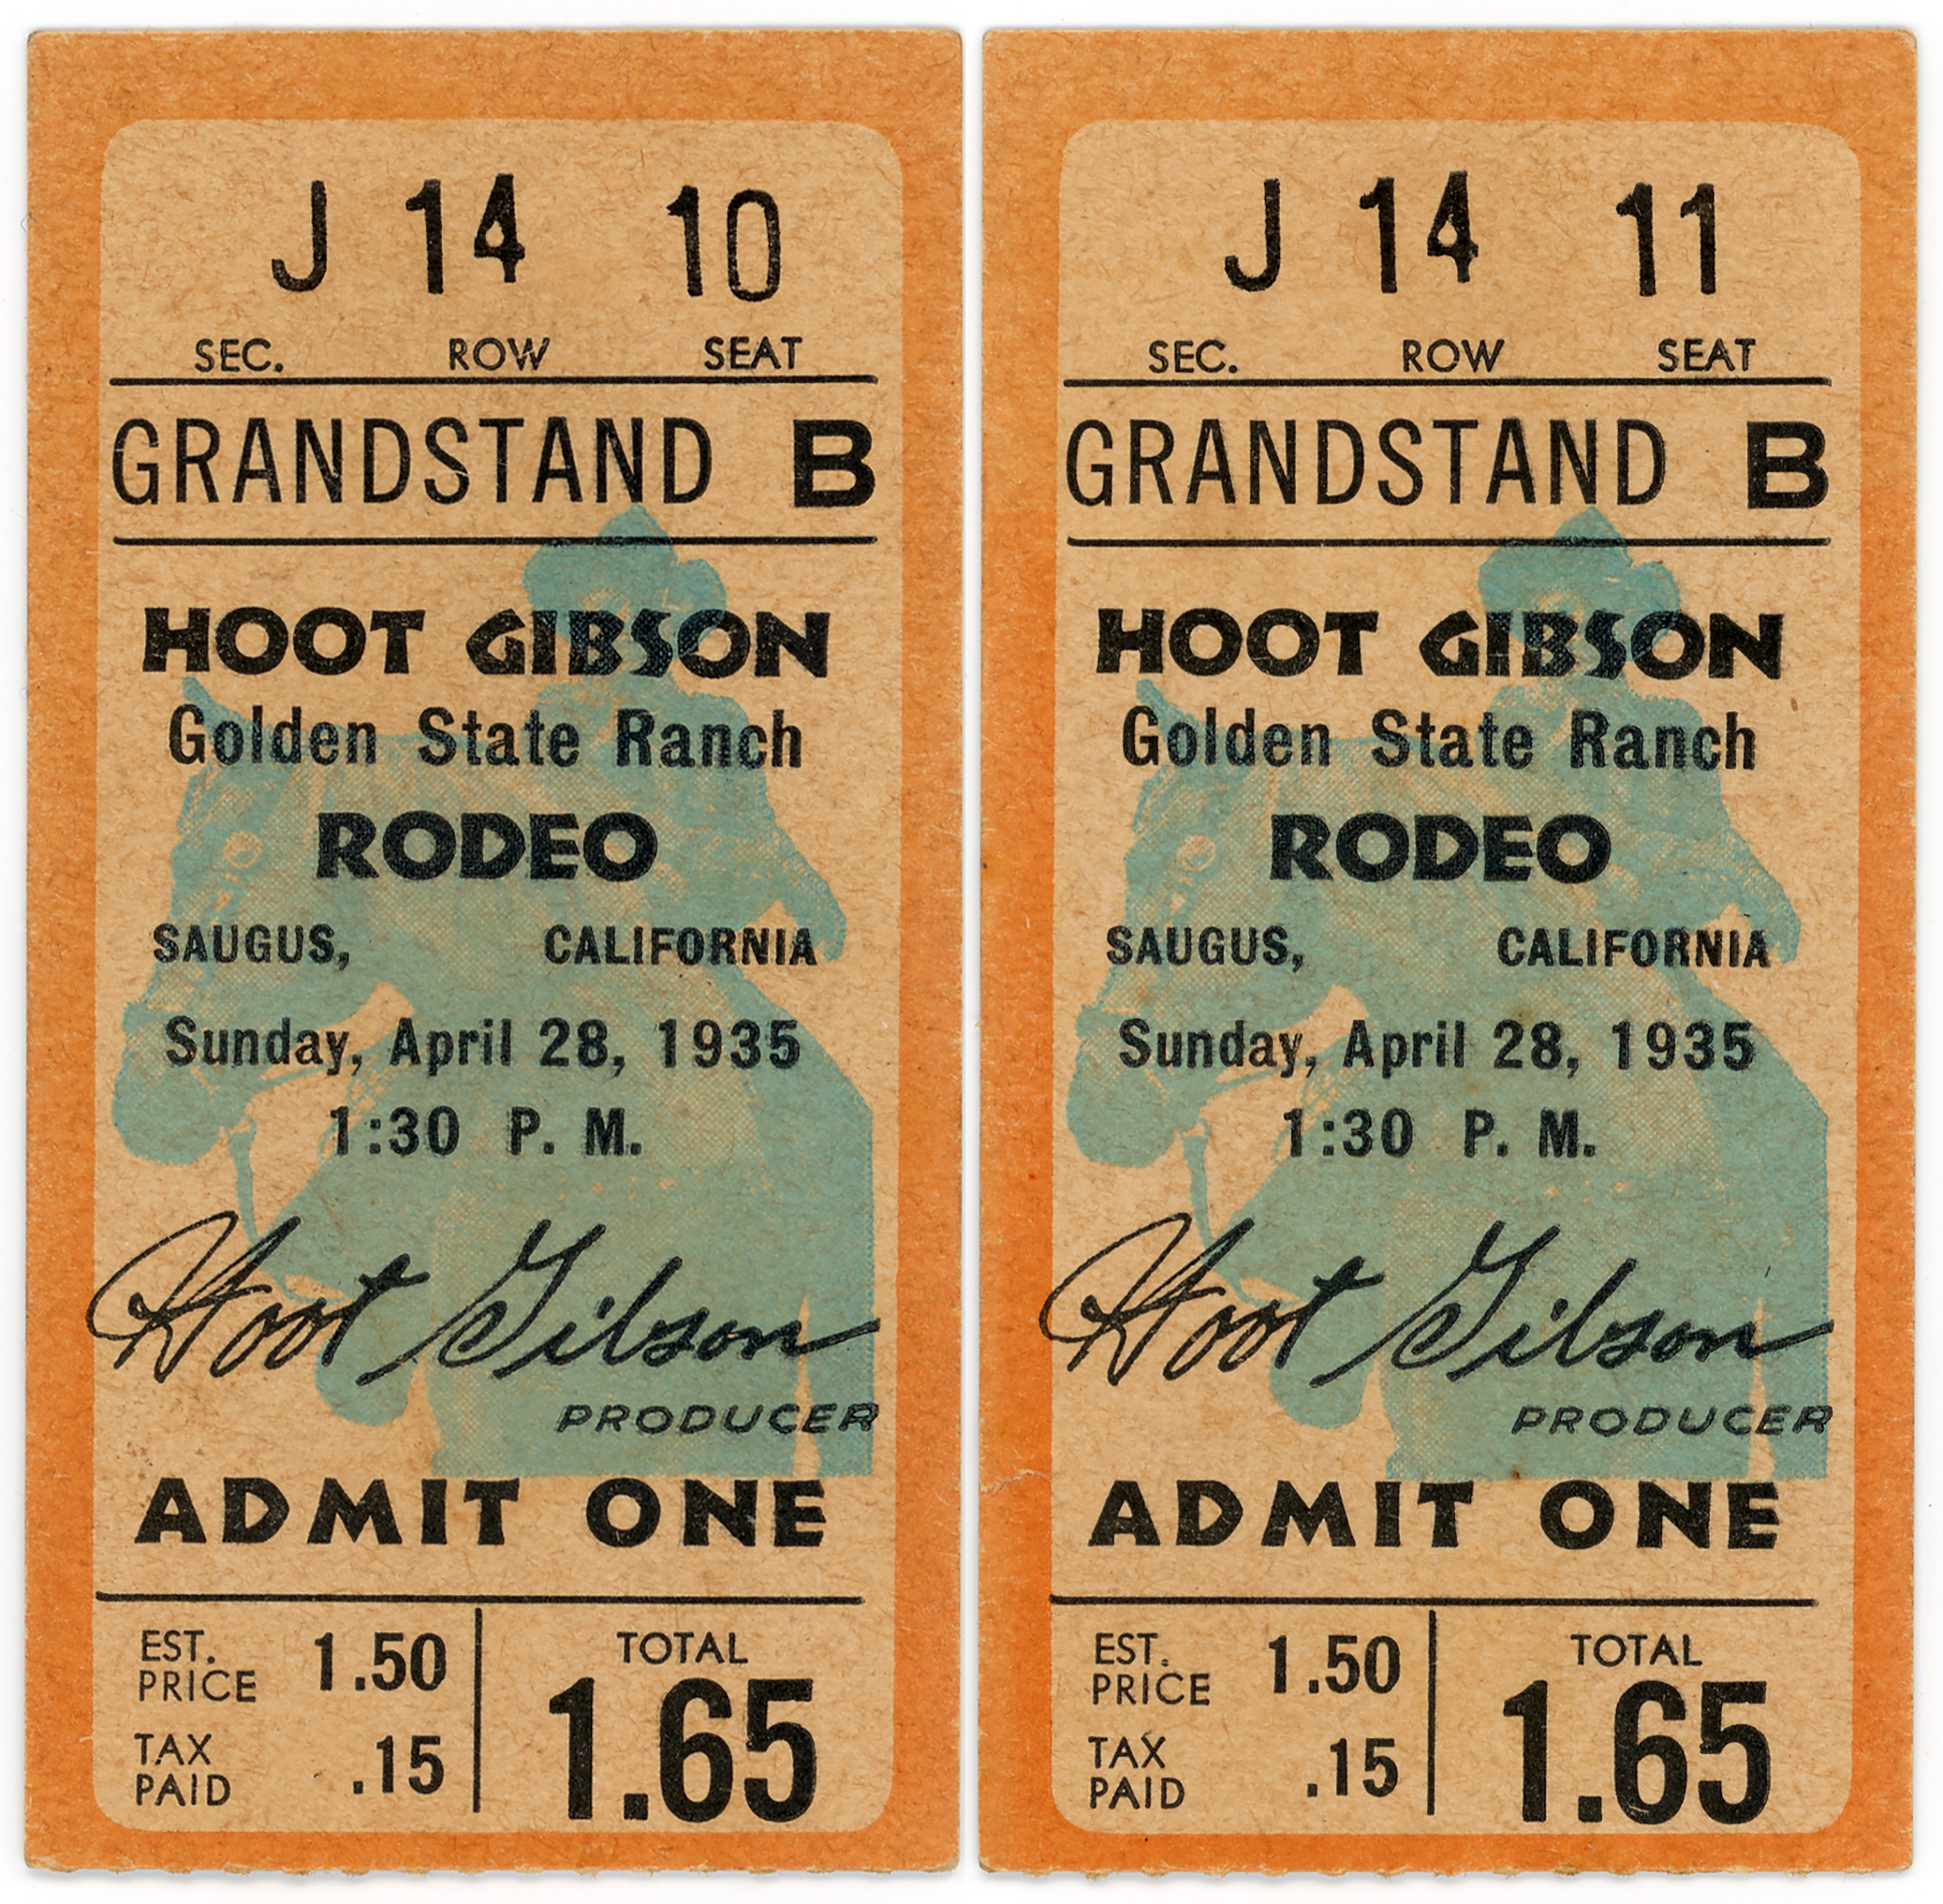 J 14 10
SEC. ROW SEAT
GRANDSTAND B
HOOT GIBSON
Golden State Ranch
RODEO
SAUGUS, CALIFORNIA
Sunday, April 28, 1935
1:30 P. M.
Hoot Gibson
PRODUCER
ADMIT ONE
EST. PRICE 1.50
TAX PAID .15
TOTAL
1.65
J 14 11
SEC. ROW SEAT
GRANDSTAND B
HOOT GIBSON
Golden State Ranch
RODEO
SAUGUS, CALIFORNIA
Sunday, April 28, 1935
1:30 P. M.
Hoot Gibson
PRODUCER
ADMIT ONE
EST. PRICE 1.50
TAX PAID .15
TOTAL
1.65